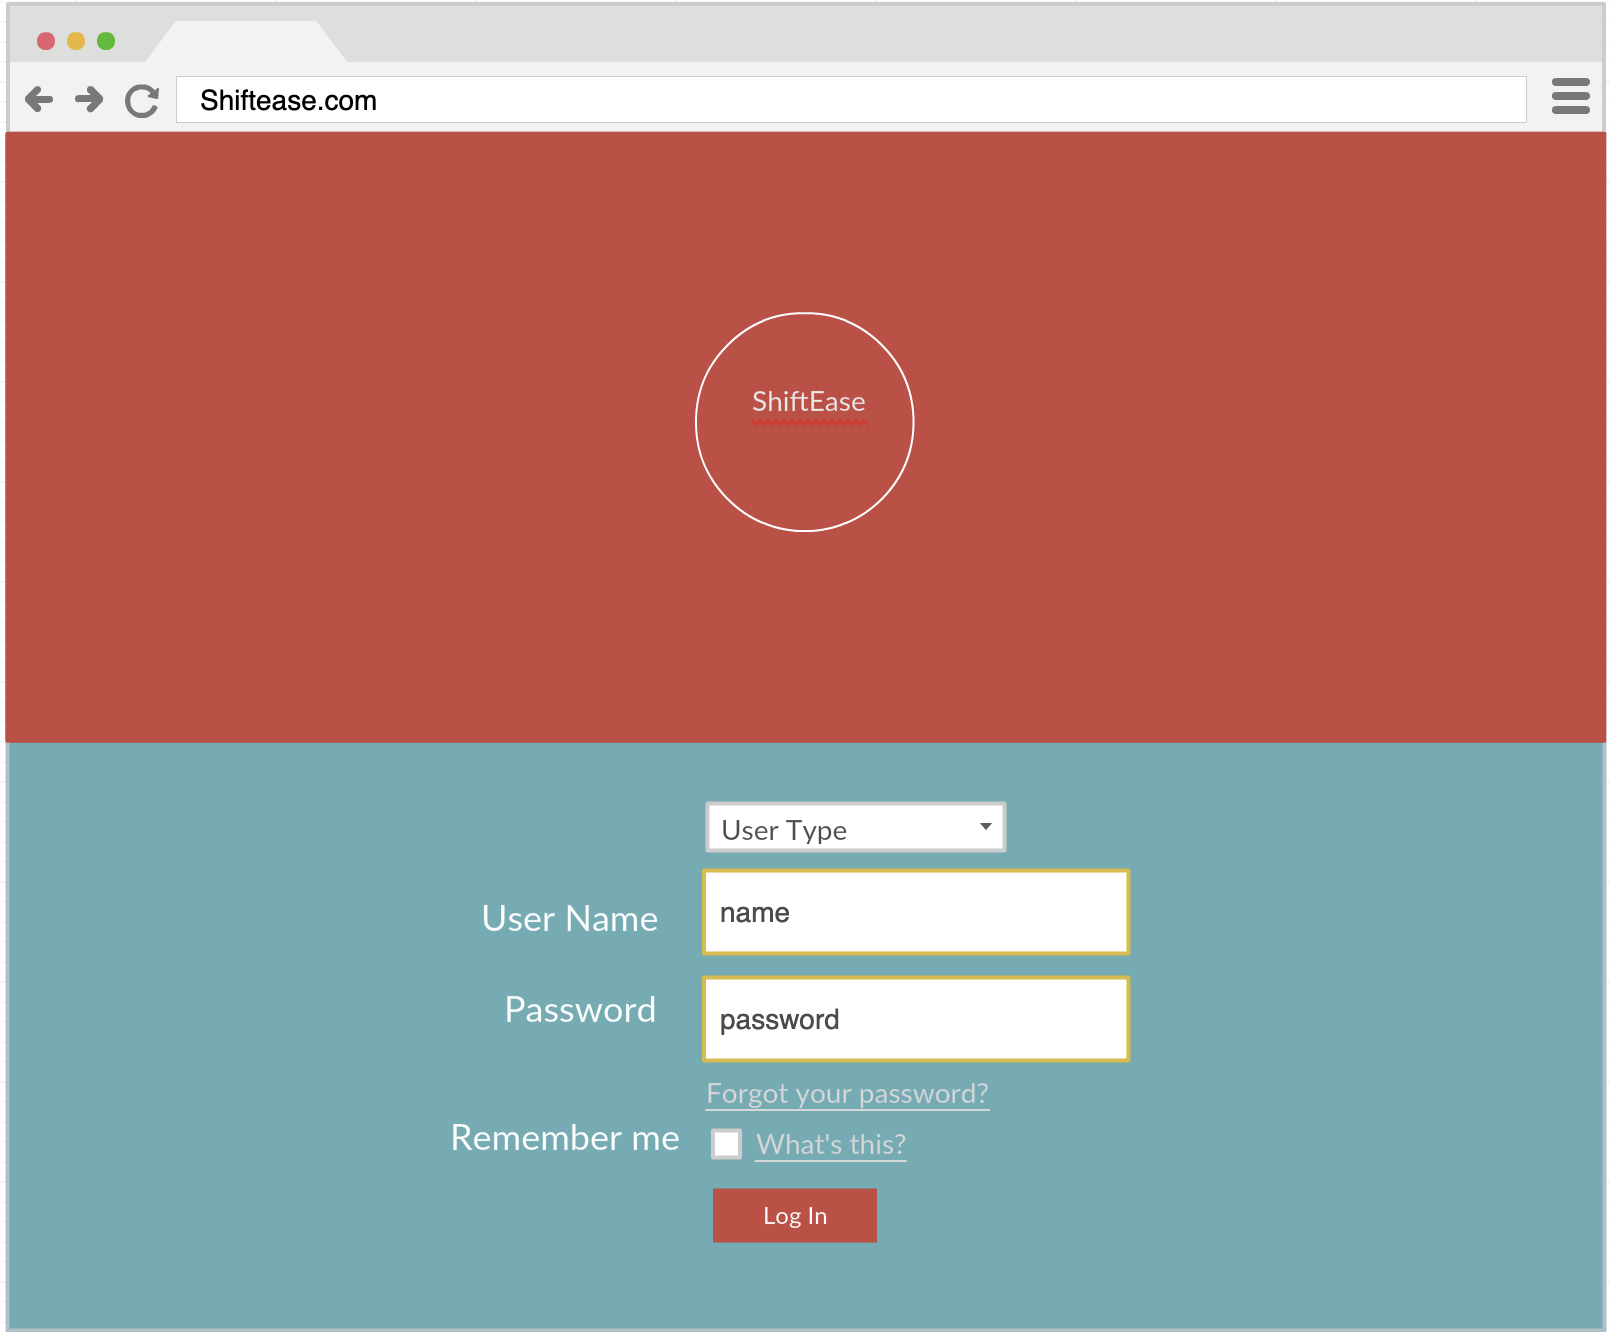 Shiftease.com
ShiftEase
User Type
User Name
name
Password
password
Forgot your password?
Remember me
What's this?
Log In